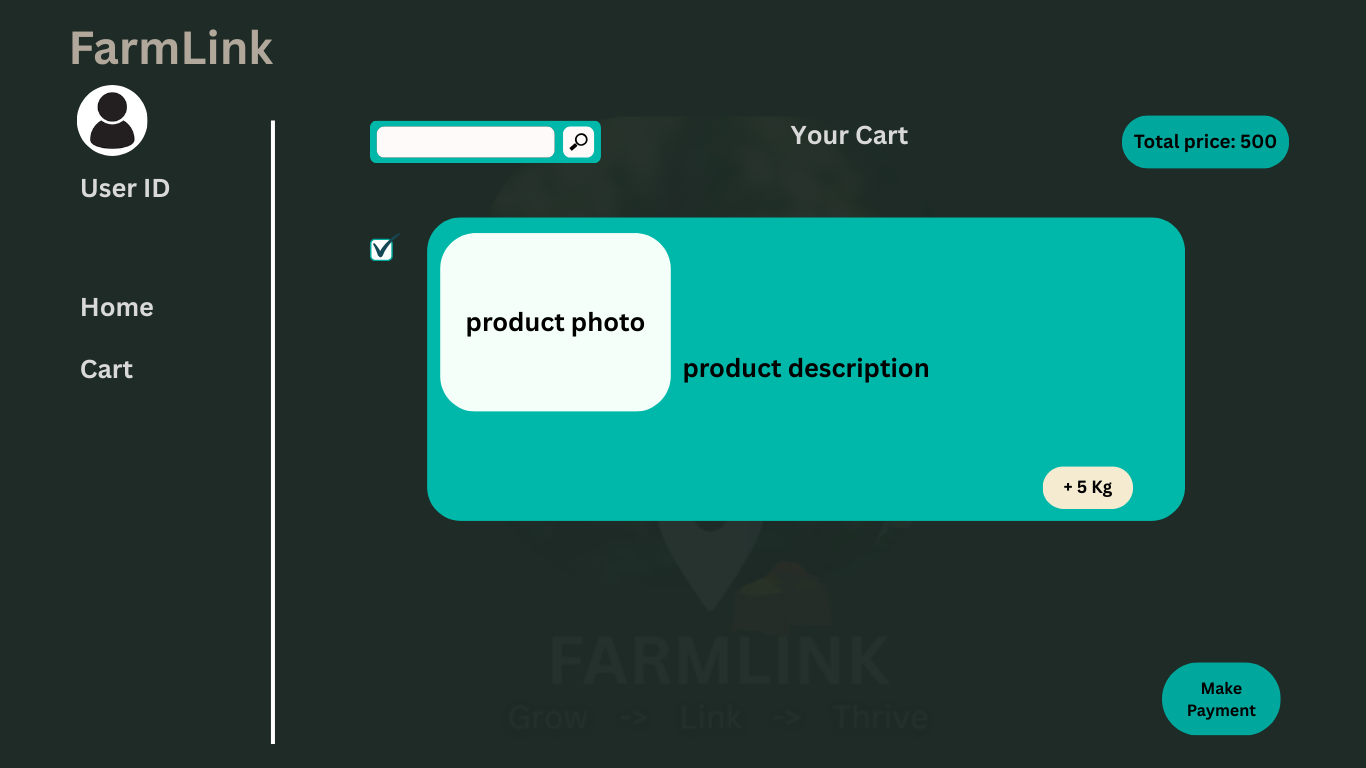 FarmLink
User ID
Home
Cart
Your Cart
Total price: 500
product photo
product description
+ 5 Kg
FARMLINK
Grow -> Link -> Thrive
Make
Payment